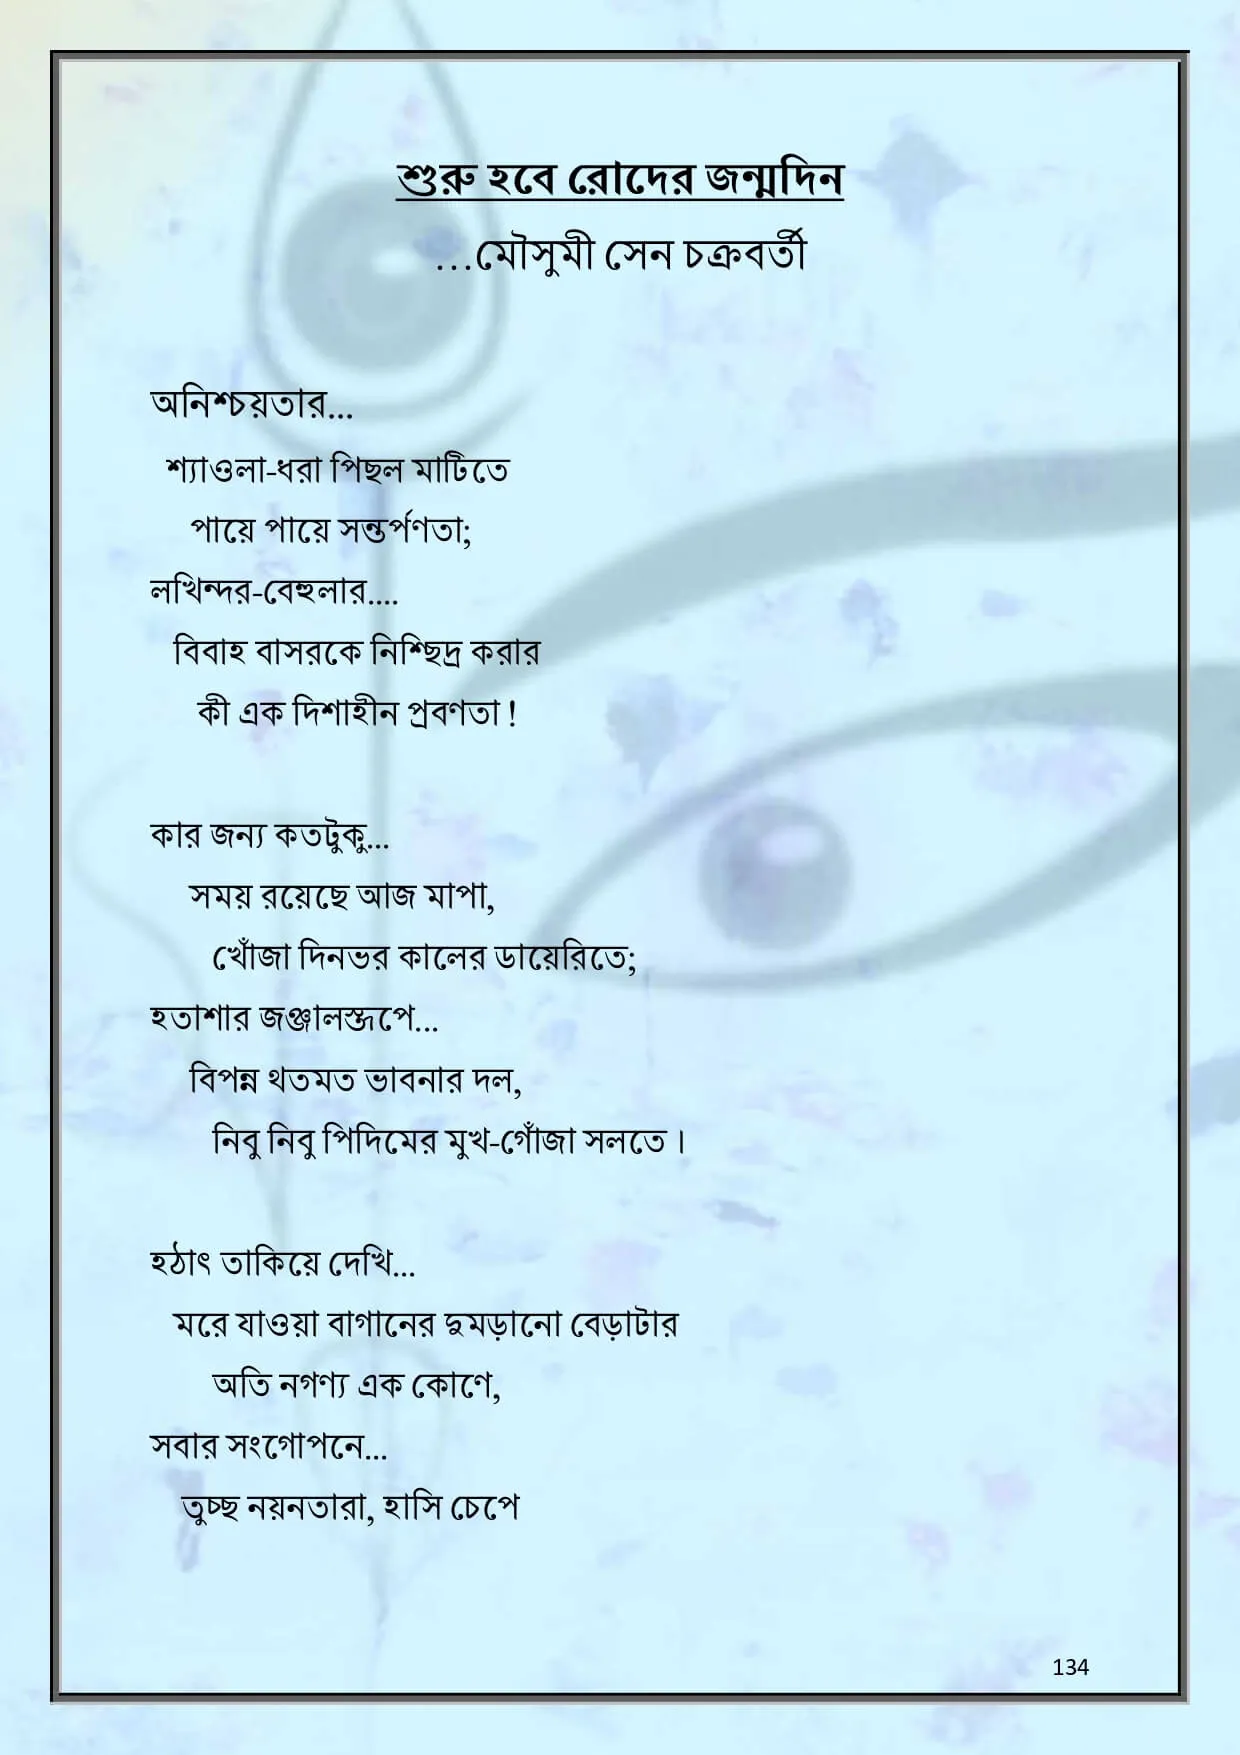 শুরু হবে রোদের জন্মদিন
...মৌসুমী সেন চক্রবর্তী
অনিশ্চয়তার...
শ্যাওলা-ধরা পিছল মাটিতে
পায়ে পায়ে সন্তর্পণতা;
লখিন্দর-বেহুলার....
বিবাহ বাসরকে নিশ্ছিদ্র করার
কী এক দিশাহীন প্রবণতা !
কার জন্য কতটুকু...
সময় রয়েছে আজ মাপা,
খোঁজা দিনভর কালের ডায়েরিতে;
হতাশার জঞ্জালস্তূপে...
বিপন্ন থতমত ভাবনার দল,
নিবু নিবু পিদিমের মুখ-গোঁজা সলতে ।
হঠাৎ তাকিয়ে দেখি...
মরে যাওয়া বাগানের দুমড়ানো বেড়াটার
অতি নগণ্য এক কোণে,
সবার সংগোপনে...
তুচ্ছ নয়নতারা, হাসি চেপে
134